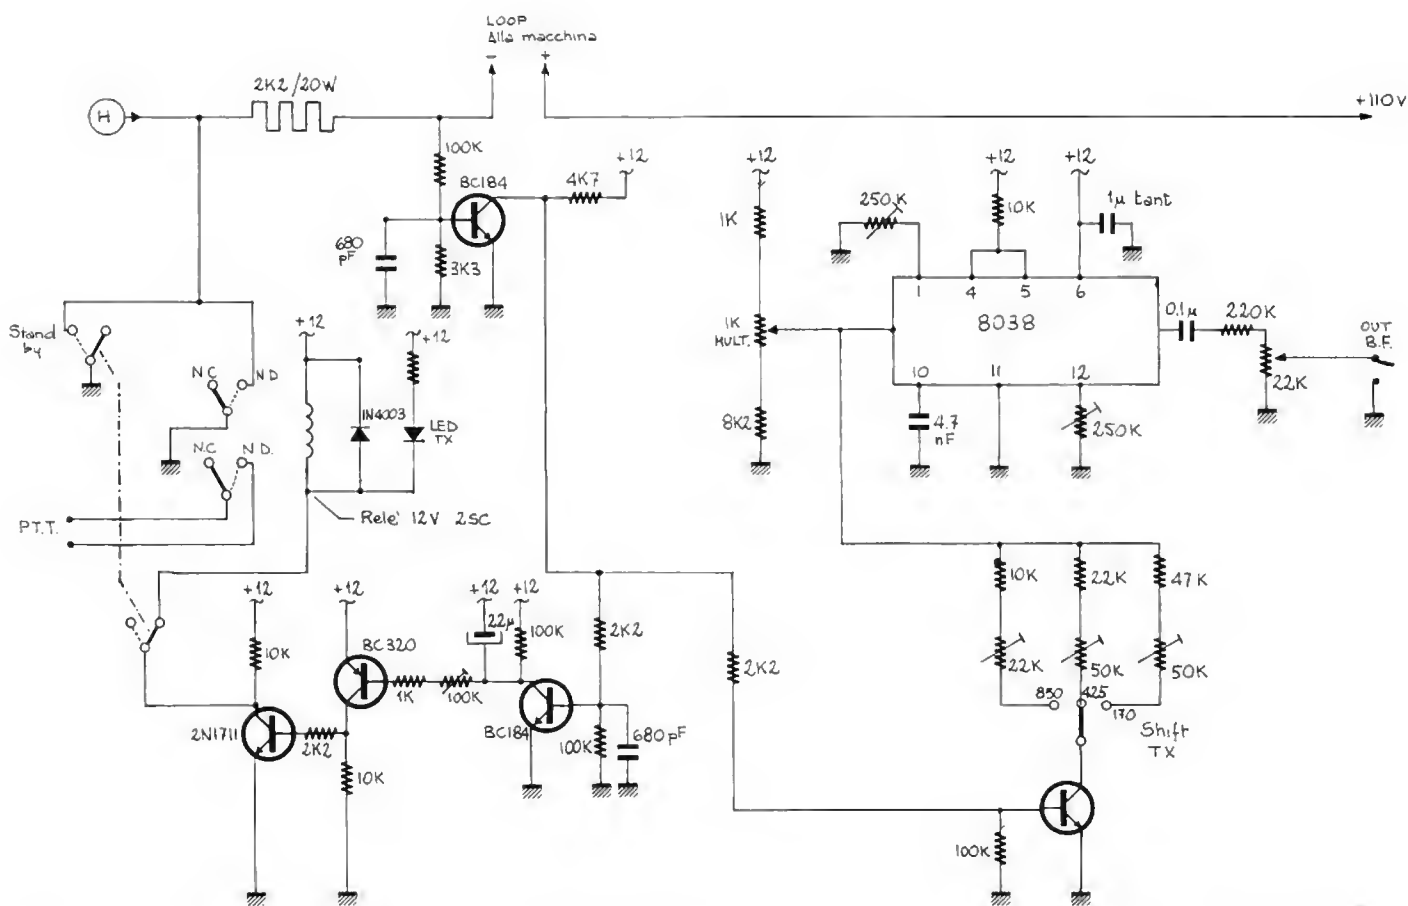 LOOP
Alla macchina
- +
2K2/20W
H
+110V
100K
BC184
4K7
+12
680
pF
3K3
+12
1K
1K
MULT.
8K2
250K
+12
10K
+12
1µ tant
1 4 5 6
8038
10 11 12
4.7
nF
250K
0.1µ
220K
22K
OUT
B.F.
Stand
by
N.C
N.D
N.C
N.D.
P.T.T.
+12
1N4003
+12
LED
TX
Rele' 12V 2SC
+12
10K
2N1711
2K2
+12
BC320
10K
1K
100K
+12
22µ
+12
100K
BC184
2K2
100K
680pF
2K2
10K
22K
47K
22K
50K
50K
850
425
170
Shift
TX
100K